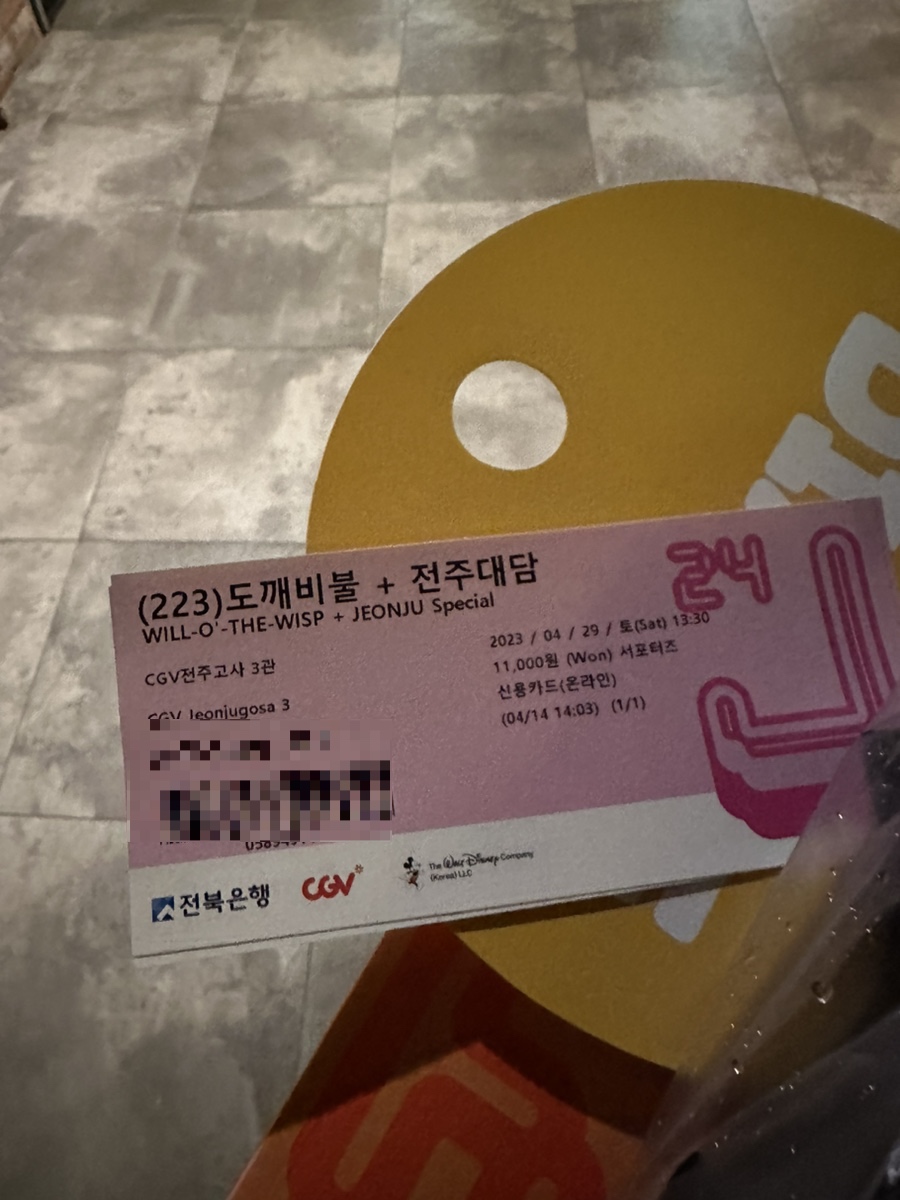 (223)도깨비불 + 전주대담
WILL-O'-THE-WISP + JEONJU Special
CGV전주고사 3관
CGV Jeonjugosa 3
24
2023 / 04 / 29 / 토(Sat) 13:30
11,000원 (Won) 서포터즈
신용카드(온라인)
(04/14 14:03) (1/1)
J
전북은행
CGV
The Walt Disney Company
(Korea) LLC